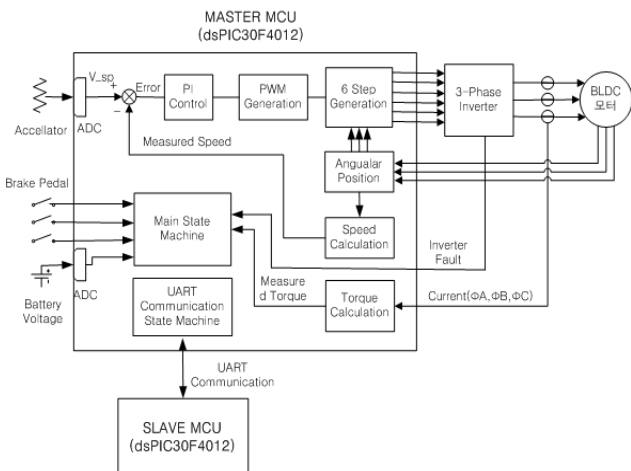 MASTER MCU
(dsPIC30F4012)
V_sp
+
Error
−
PI
Control
PWM
Generation
6 Step
Generation
3-Phase
Inverter
BLDC
모터
Accellator
ADC
Measured Speed
Angualar
Position
Brake Pedal
Main State
Machine
Speed
Calculation
Inverter
Fault
Battery
Voltage
ADC
UART
Communication
State Machine
Measure
d Torque
Torque
Calculation
Current(ΦA,ΦB,ΦC)
UART
Communication
SLAVE MCU
(dsPIC30F4012)